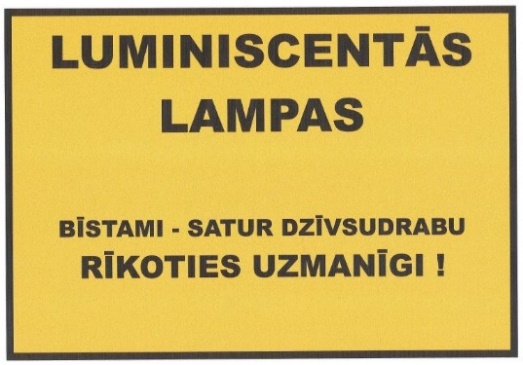 LUMINISCENTĀS
LAMPAS
BĪSTAMI - SATUR DZĪVSUDRABU
RĪKOTIES UZMANĪGI !